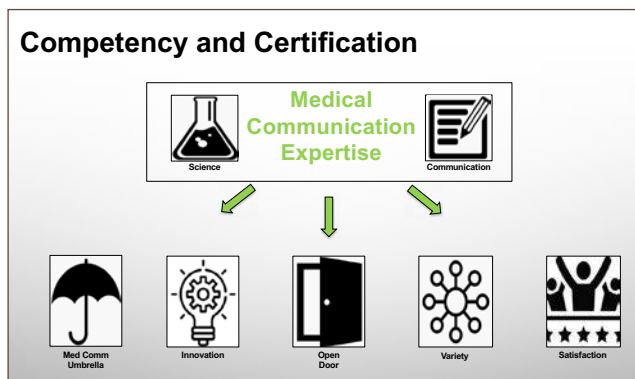 Competency and Certification
Medical
Communication
Expertise
Science
Communication
Med Comm
Umbrella
Innovation
Open
Door
Variety
Satisfaction